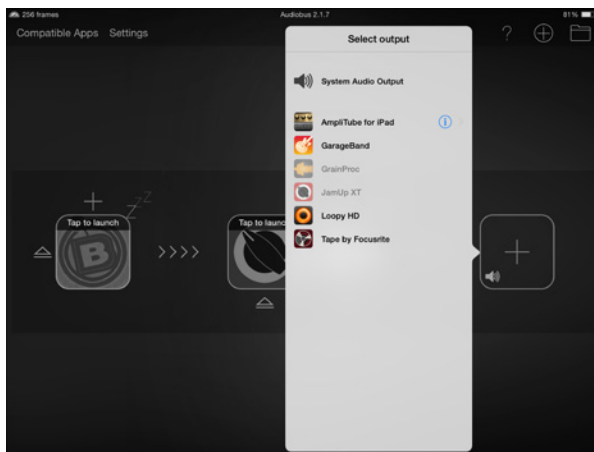 256 frames
Audiobus 2.1.7
81%
Compatible Apps Settings
Select output
?
System Audio Output
AmpliTube for iPad
i
GarageBand
GrainProc
JamUp XT
Loopy HD
Tape by Focusrite
Z Z Z
Tap to launch
B
Tap to launc